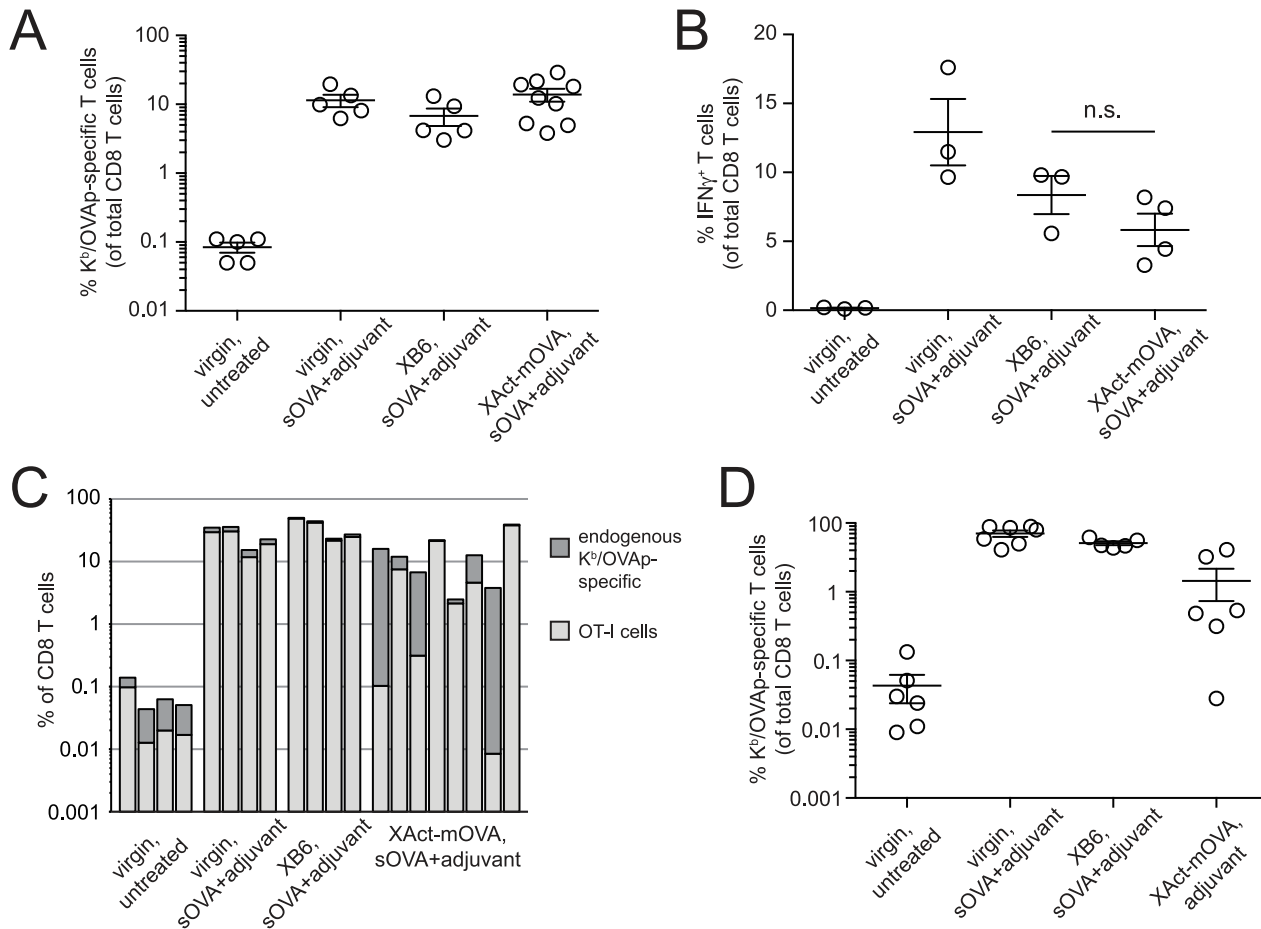 A
% Kᵇ/OVAp-specific T cells
(of total CD8 T cells)
100
10
1
0.1
0.01
virgin,
untreated
virgin,
sOVA+adjuvant
XB6,
sOVA+adjuvant
XAct-mOVA,
sOVA+adjuvant
B
% IFNγ⁺ T cells
(of total CD8 T cells)
20
15
10
5
0
n.s.
virgin,
untreated
virgin,
sOVA+adjuvant
XB6,
sOVA+adjuvant
XAct-mOVA,
sOVA+adjuvant
C
% of CD8 T cells
100
10
1
0.1
0.01
0.001
endogenous
Kᵇ/OVAp-
specific
OT-I cells
virgin,
untreated
virgin,
sOVA+adjuvant
XB6,
sOVA+adjuvant
XAct-mOVA,
sOVA+adjuvant
D
% Kᵇ/OVAp-specific T cells
(of total CD8 T cells)
100
1
0.1
0.01
0.001
virgin,
untreated
virgin,
sOVA+adjuvant
XB6,
sOVA+adjuvant
XAct-mOVA,
adjuvant